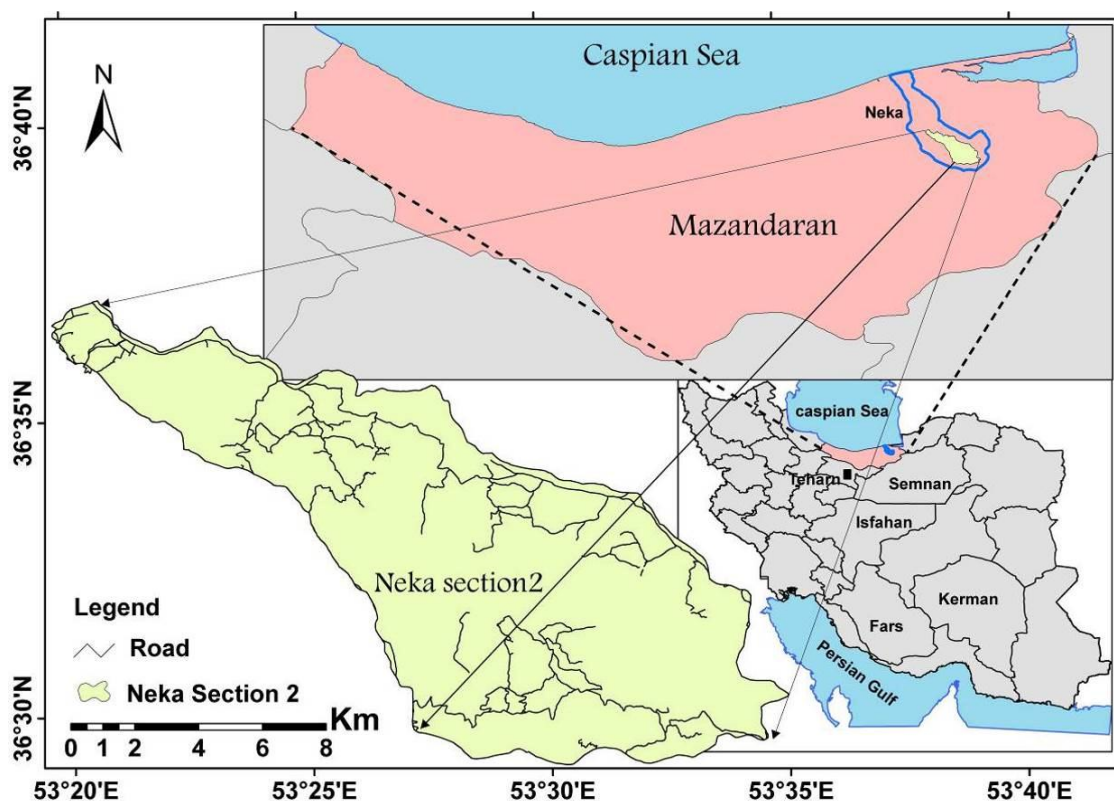 N
Caspian Sea
Neka
Mazandaran
36°40'N
36°35'N
36°30'N
caspian Sea
Teharn
Semnan
Isfahan
Kerman
Fars
Persian Gulf
Neka section2
Legend
Road
Neka Section 2
Km
0 1 2 4 6 8
53°20'E 53°25'E 53°30'E 53°35'E 53°40'E